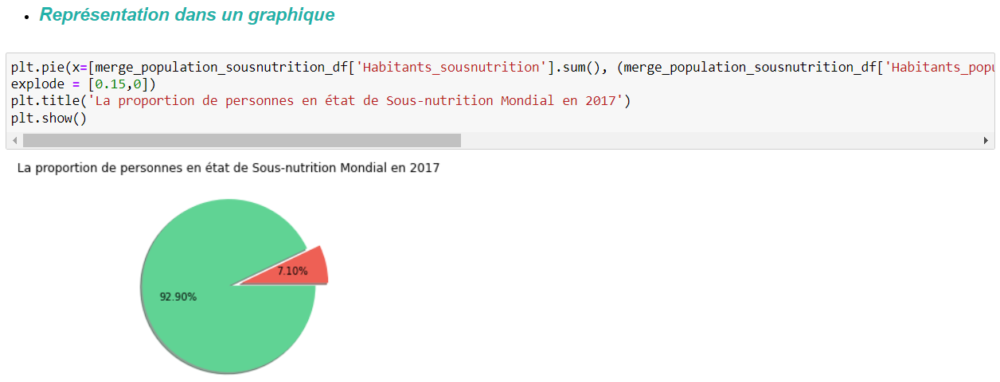 Représentation dans un graphique
plt.pie(x=[merge_population_sousnutrition_df['Habitants_sousnutrition'].sum(), (merge_population_sousnutrition_df['Habitants_popu
explode = [0.15,0])
plt.title('La proportion de personnes en état de Sous-nutrition Mondial en 2017')
plt.show()
La proportion de personnes en état de Sous-nutrition Mondial en 2017
7.10%
92.90%